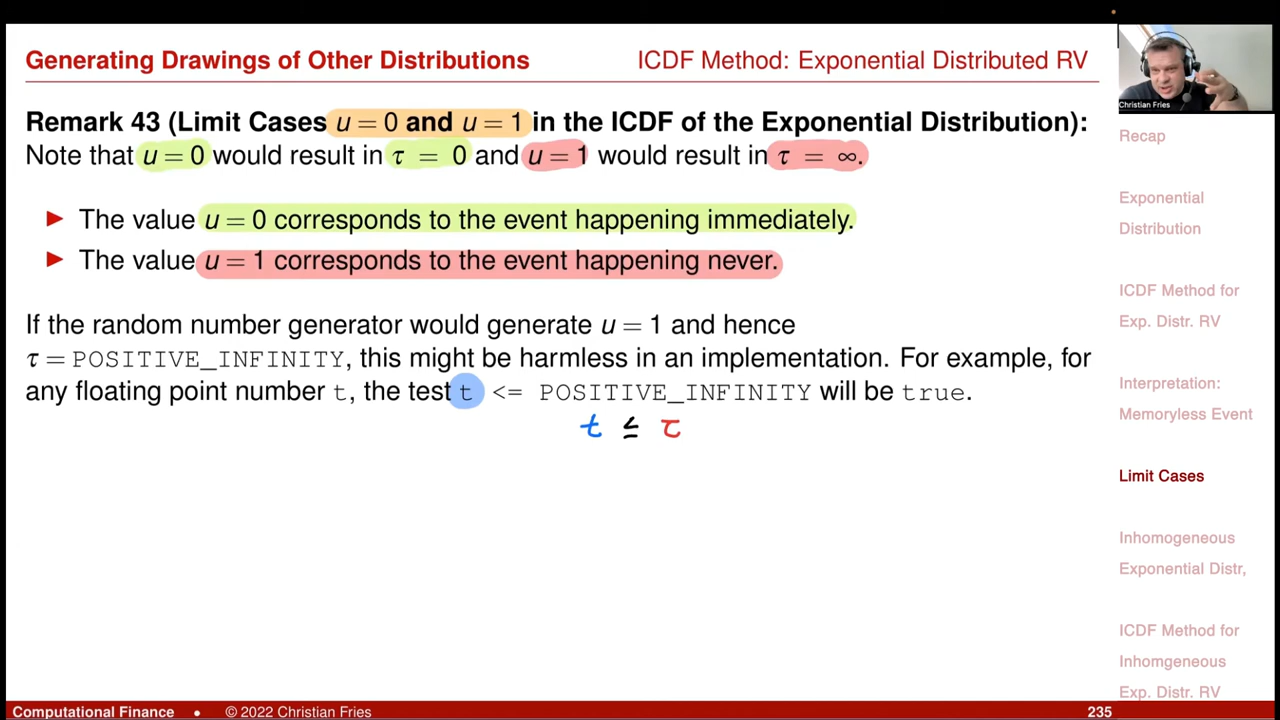 Generating Drawings of Other Distributions ICDF Method: Exponential Distributed RV
Remark 43 (Limit Cases u = 0 and u = 1 in the ICDF of the Exponential Distribution):
Note that u = 0 would result in τ = 0 and u = 1 would result in τ = ∞.
► The value u = 0 corresponds to the event happening immediately.
► The value u = 1 corresponds to the event happening never.
If the random number generator would generate u = 1 and hence
τ = POSITIVE_INFINITY, this might be harmless in an implementation. For example, for
any floating point number t, the test t <= POSITIVE_INFINITY will be true.
t ≤ τ
Christian Fries
Recap
Exponential
Distribution
ICDF Method for
Exp. Distr. RV
Interpretation:
Memoryless Event
Limit Cases
Inhomogeneous
Exponential Distr,
ICDF Method for
Inhomgeneous
Exp. Distr. RV
Computational Finance • © 2022 Christian Fries 235